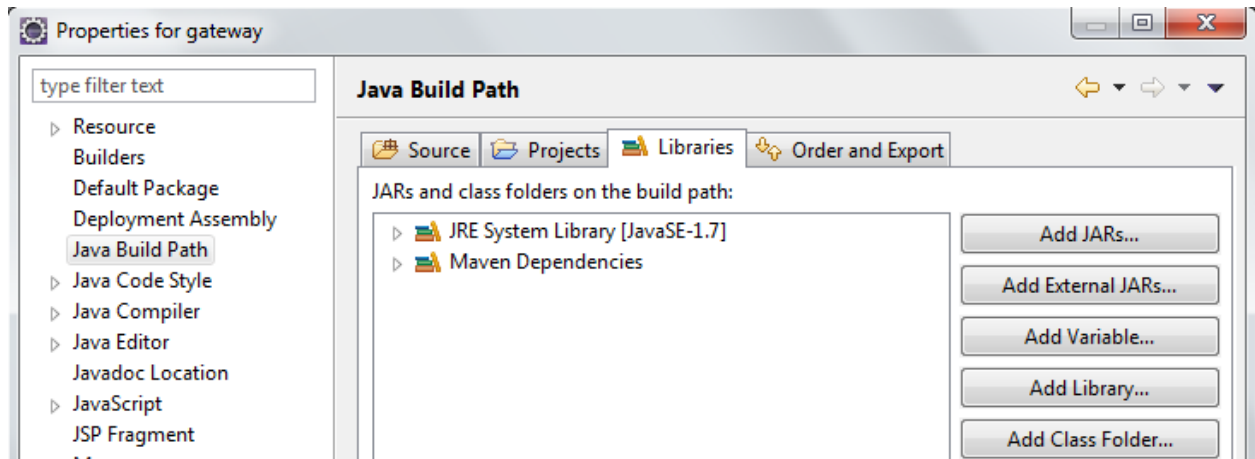 Properties for gateway
type filter text
Resource
Builders
Default Package
Deployment Assembly
Java Build Path
Java Code Style
Java Compiler
Java Editor
Javadoc Location
JavaScript
JSP Fragment
Java Build Path
Source Projects Libraries Order and Export
JARs and class folders on the build path:
JRE System Library [JavaSE-1.7]
Maven Dependencies
Add JARs...
Add External JARs...
Add Variable...
Add Library...
Add Class Folder...